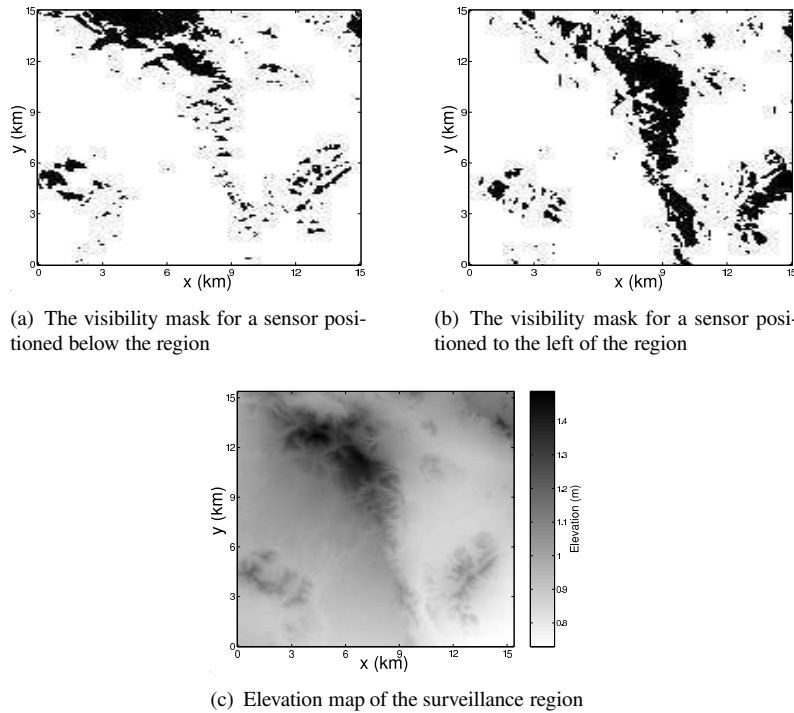 15
12
9
6
3
0
y (km)
0 3 6 9 12 15
x (km)
(a) The visibility mask for a sensor posi-
tioned below the region
15
12
9
6
3
0
y (km)
0 3 6 9 12 15
x (km)
(b) The visibility mask for a sensor posi-
tioned to the left of the region
15
12
9
6
3
0
y (km)
0 3 6 9 12 15
x (km)
1.4
1.3
1.2
1.1
1
0.9
0.8
Elevation (m)
(c) Elevation map of the surveillance region